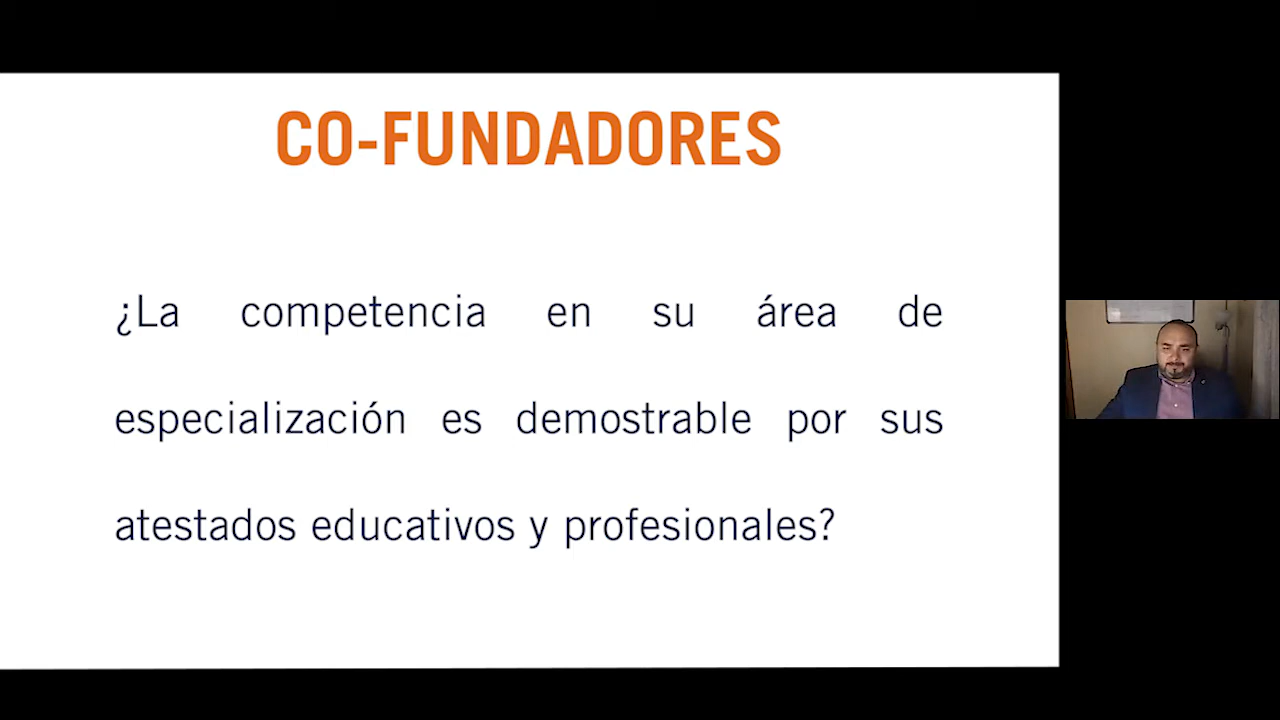 CO-FUNDADORES
¿La competencia en su área de
especialización es demostrable por sus
atestados educativos y profesionales?